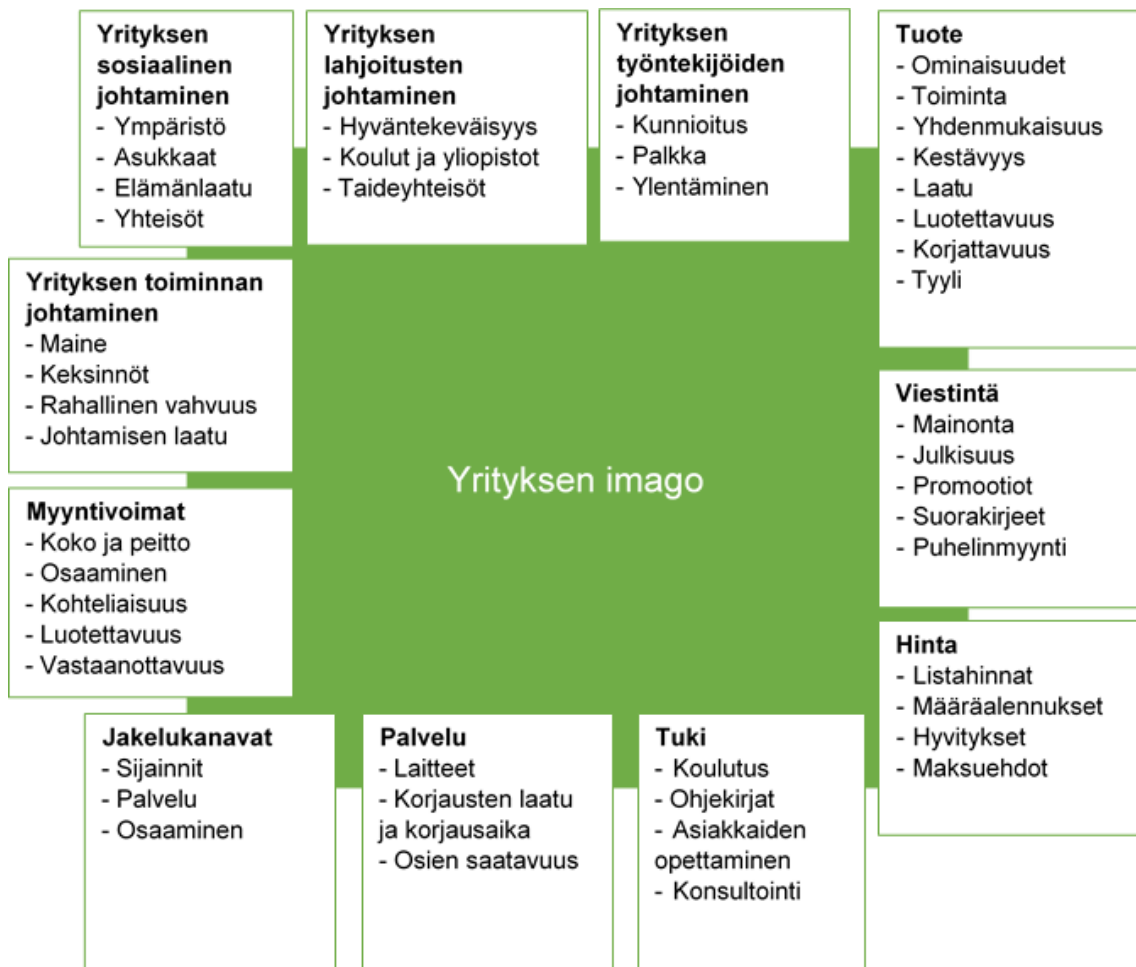 Yrityksen
sosiaalinen
johtaminen
- Ympäristö
- Asukkaat
- Elämänlaatu
- Yhteisöt
Yrityksen
lahjoitusten
johtaminen
- Hyväntekeväisyys
- Koulut ja yliopistot
- Taideyhteisöt
Yrityksen
työntekijöiden
johtaminen
- Kunnioitus
- Palkka
- Ylentäminen
Tuote
- Ominaisuudet
- Toiminta
- Yhdenmukaisuus
- Kestävyys
- Laatu
- Luotettavuus
- Korjattavuus
- Tyyli
Yrityksen toiminnan
johtaminen
- Maine
- Keksinnöt
- Rahallinen vahvuus
- Johtamisen laatu
Yrityksen imago
Viestintä
- Mainonta
- Julkisuus
- Promootiot
- Suorakirjeet
- Puhelinmyynti
Myyntivoimat
- Koko ja peitto
- Osaaminen
- Kohteliaisuus
- Luotettavuus
- Vastaanottavuus
Hinta
- Listahinnat
- Määräalennukset
- Hyvitykset
- Maksuehdot
Jakelukanavat
- Sijainnit
- Palvelu
- Osaaminen
Palvelu
- Laitteet
- Korjausten laatu
ja korjausaika
- Osien saatavuus
Tuki
- Koulutus
- Ohjekirjat
- Asiakkaiden
opettaminen
- Konsultointi